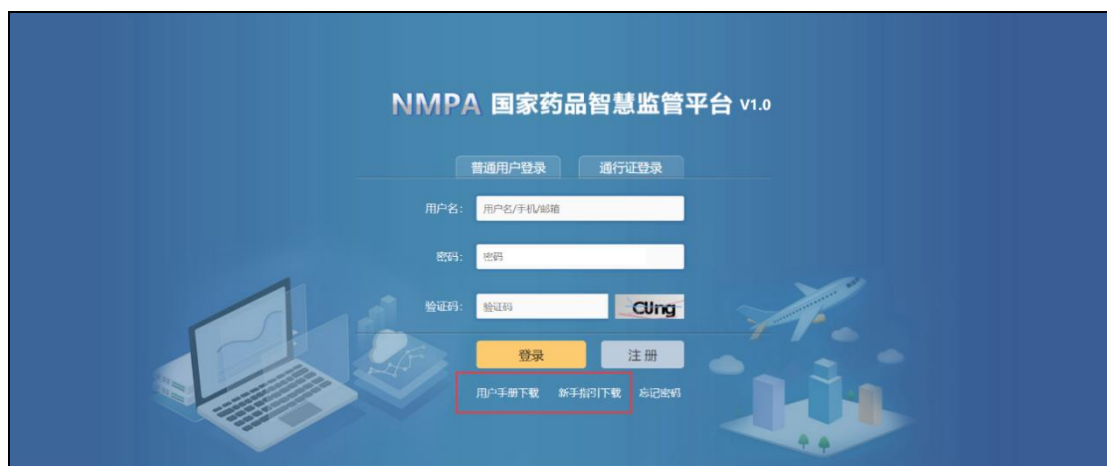 NMPA 国家药品智慧监管平台 V1.0
普通用户登录 通行证登录
用户名： 用户名/手机/邮箱
密码： 密码
验证码： 验证码 CUng
登录 注册
用户手册下载 新手指引下载 忘记密码